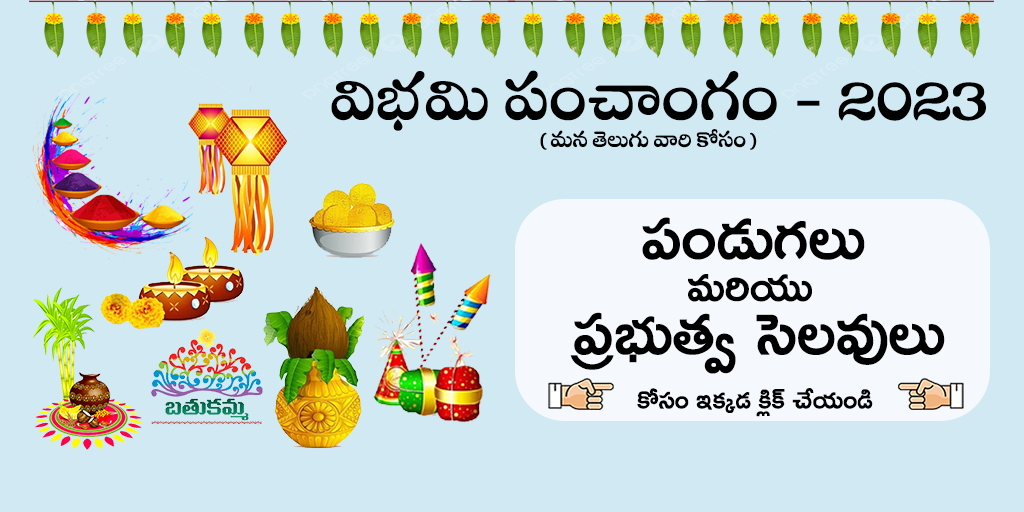 విభమి పంచాంగం - 2023
( మన తెలుగు వారి కోసం )
పండుగలు
మరియు
ప్రభుత్వ సెలవులు
కోసం ఇక్కడ క్లిక్ చేయండి
బతుకమ్మ